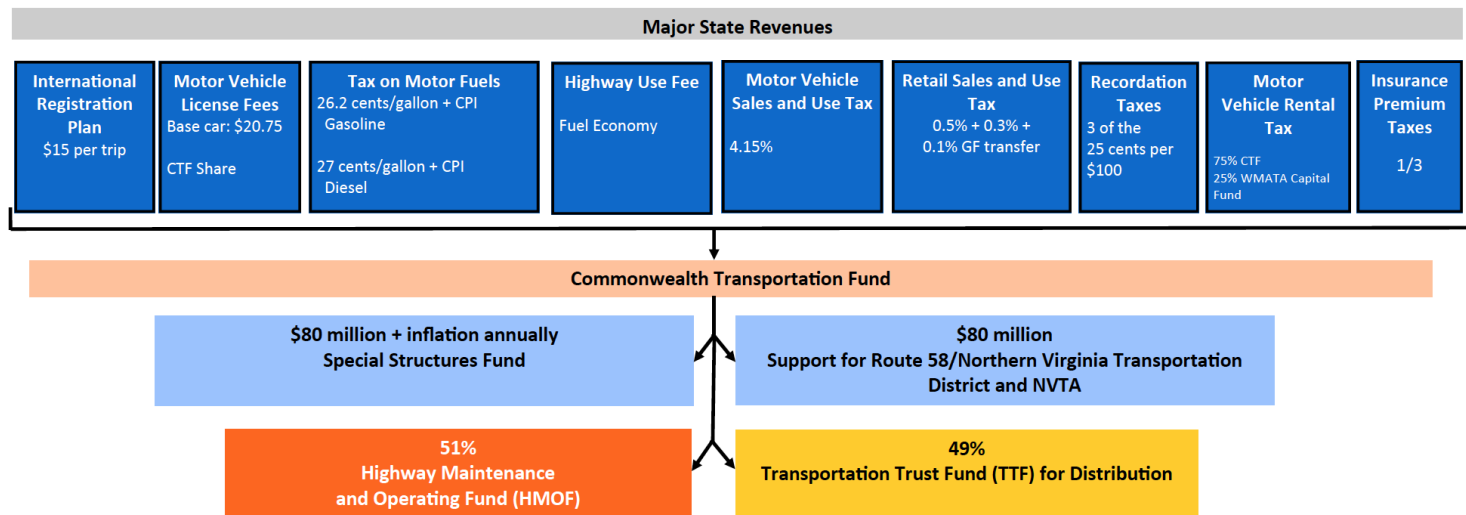 Major State Revenues
International
Registration
Plan
$15 per trip
Motor Vehicle
License Fees
Base car: $20.75
CTF Share
Tax on Motor Fuels
26.2 cents/gallon + CPI
Gasoline
27 cents/gallon + CPI
Diesel
Highway Use Fee
Fuel Economy
Motor Vehicle
Sales and Use Tax
4.15%
Retail Sales and Use
Tax
0.5% + 0.3% +
0.1% GF transfer
Recordation
Taxes
3 of the
25 cents per
$100
Motor
Vehicle Rental
Tax
75% CTF
25% WMATA Capital
Fund
Insurance
Premium
Taxes
1/3
Commonwealth Transportation Fund
$80 million + inflation annually
Special Structures Fund
$80 million
Support for Route 58/Northern Virginia Transportation
District and NVTA
51%
Highway Maintenance
and Operating Fund (HMOF)
49%
Transportation Trust Fund (TTF) for Distribution